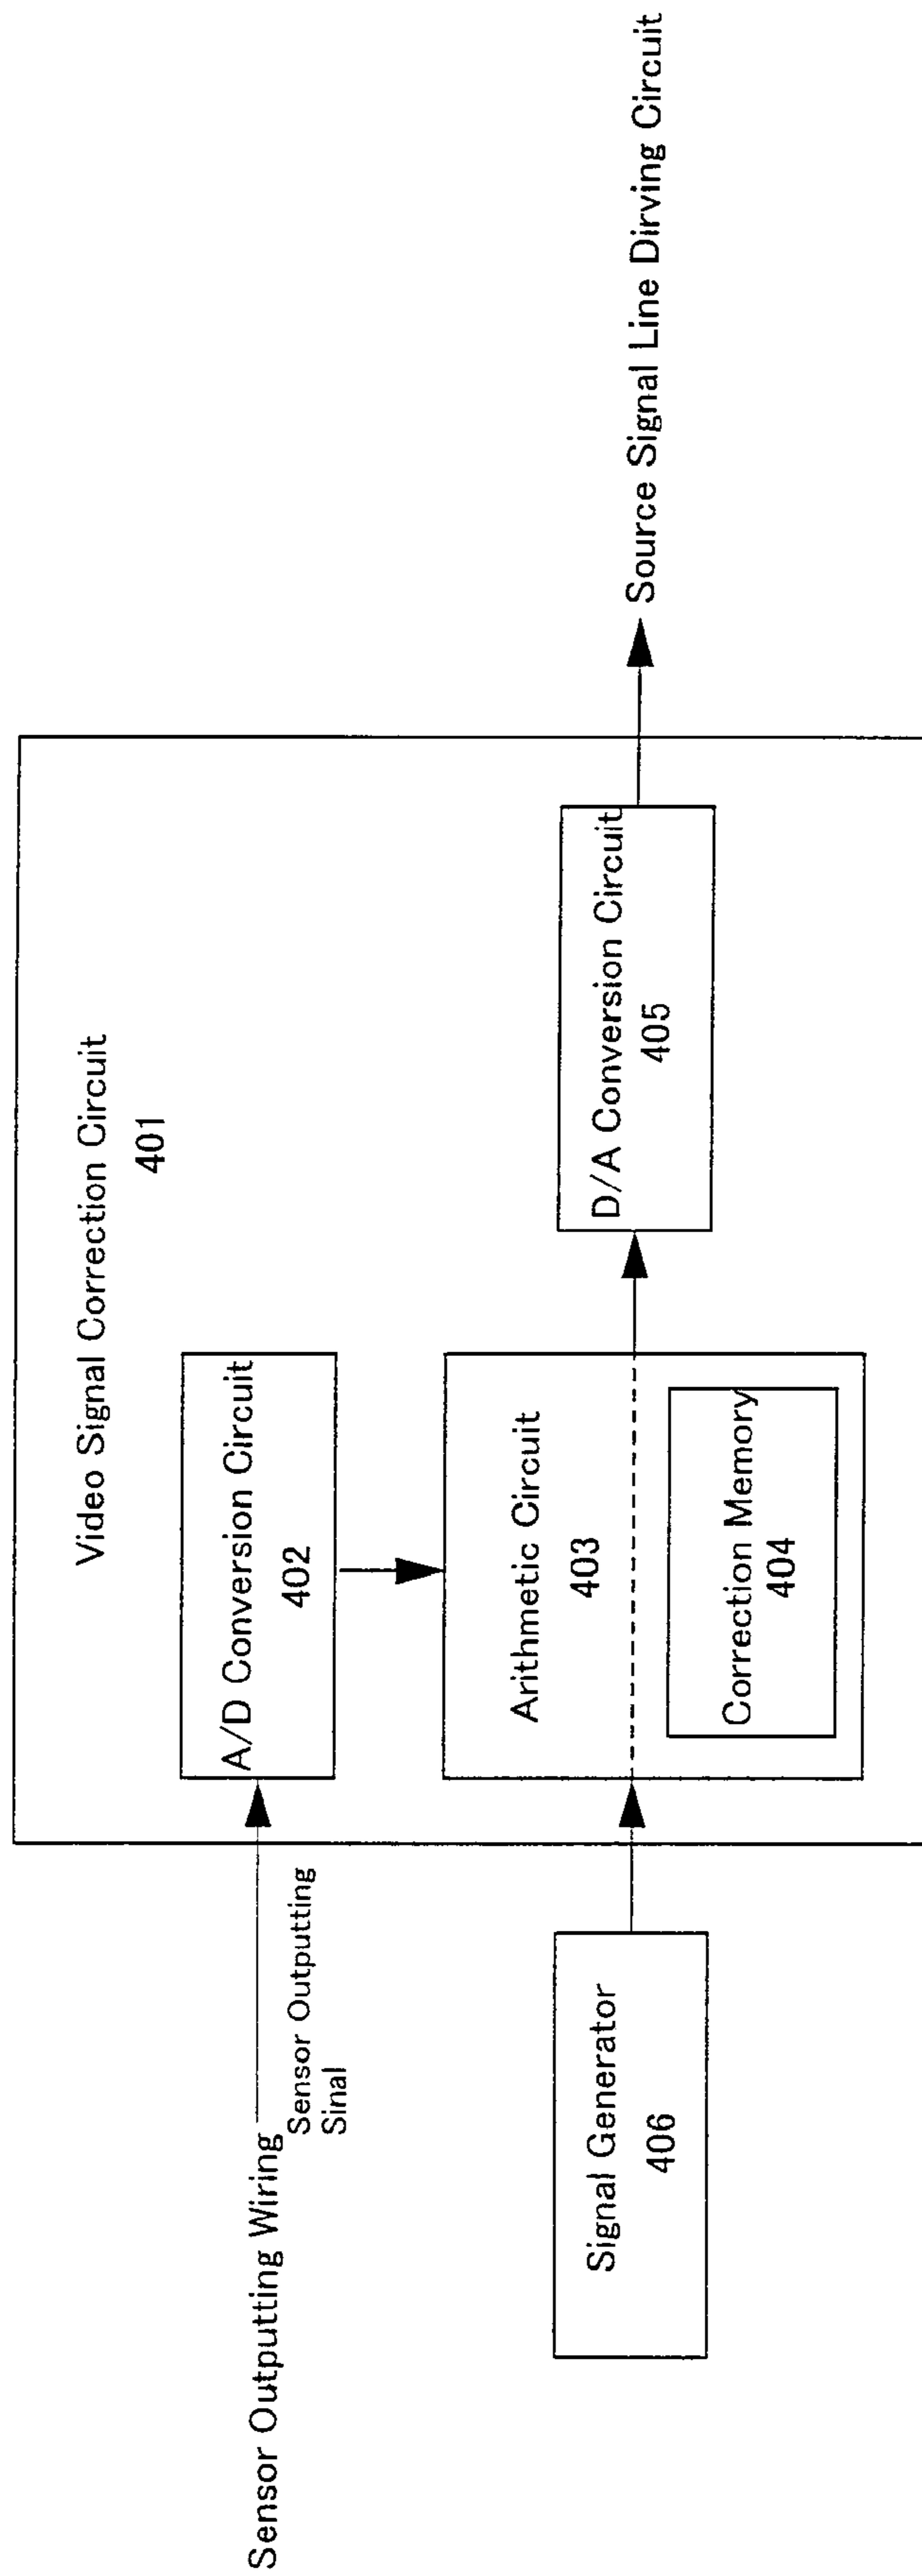 Video Signal Correction Circuit
401
Sensor Outputting Wiring
Sensor Outputting
Sinal
A/D Conversion Circuit
402
Signal Generator
406
Arithmetic Circuit
403
Correction Memory
404
D/A Conversion Circuit
405
Source Signal Line Dirving Circuit